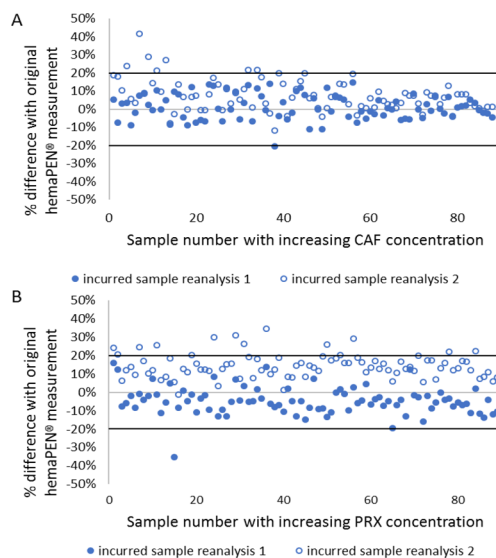 A
50%
40%
30%
20%
10%
0%
-10%
-20%
-30%
-40%
-50%
% difference with original
hemaPEN® measurement
0 20 40 60 80
Sample number with increasing CAF concentration
incurred sample reanalysis 1 incurred sample reanalysis 2
B
50%
40%
30%
20%
10%
0%
-10%
-20%
-30%
-40%
-50%
% difference with original
hemaPEN® measurement
0 20 40 60 80
Sample number with increasing PRX concentration
incurred sample reanalysis 1 incurred sample reanalysis 2